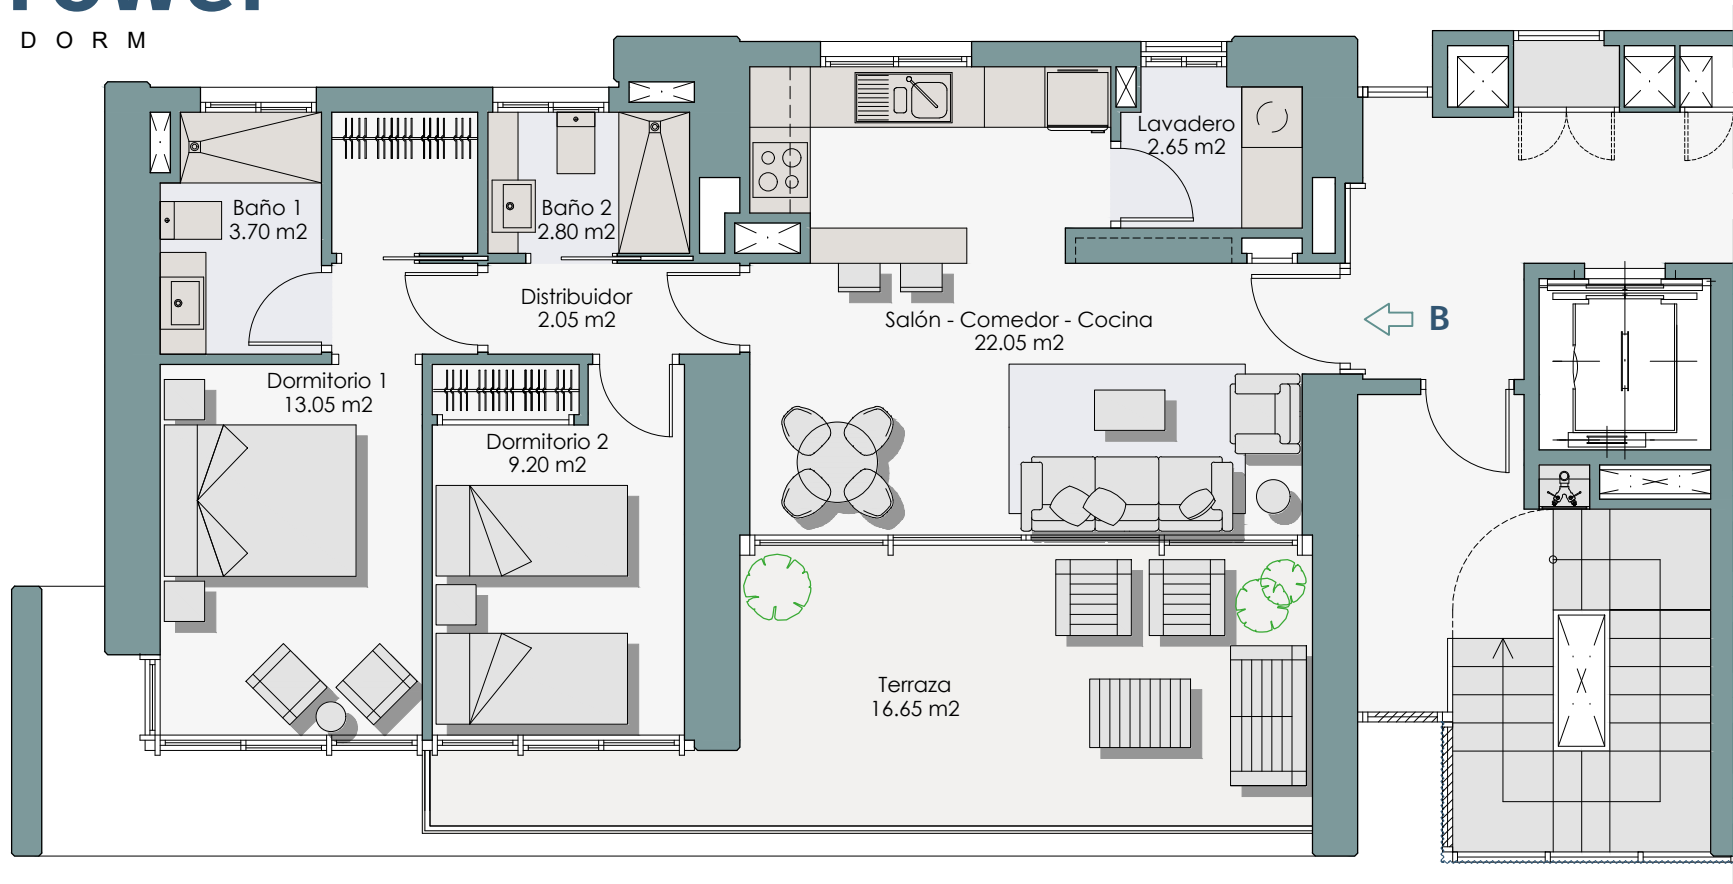 Tower
DORM
Baño 1
3.70 m2
Baño 2
2.80 m2
Lavadero
2.65 m2
Distribuidor
2.05 m2
Salón - Comedor - Cocina
22.05 m2
B
Dormitorio 1
13.05 m2
Dormitorio 2
9.20 m2
Terraza
16.65 m2